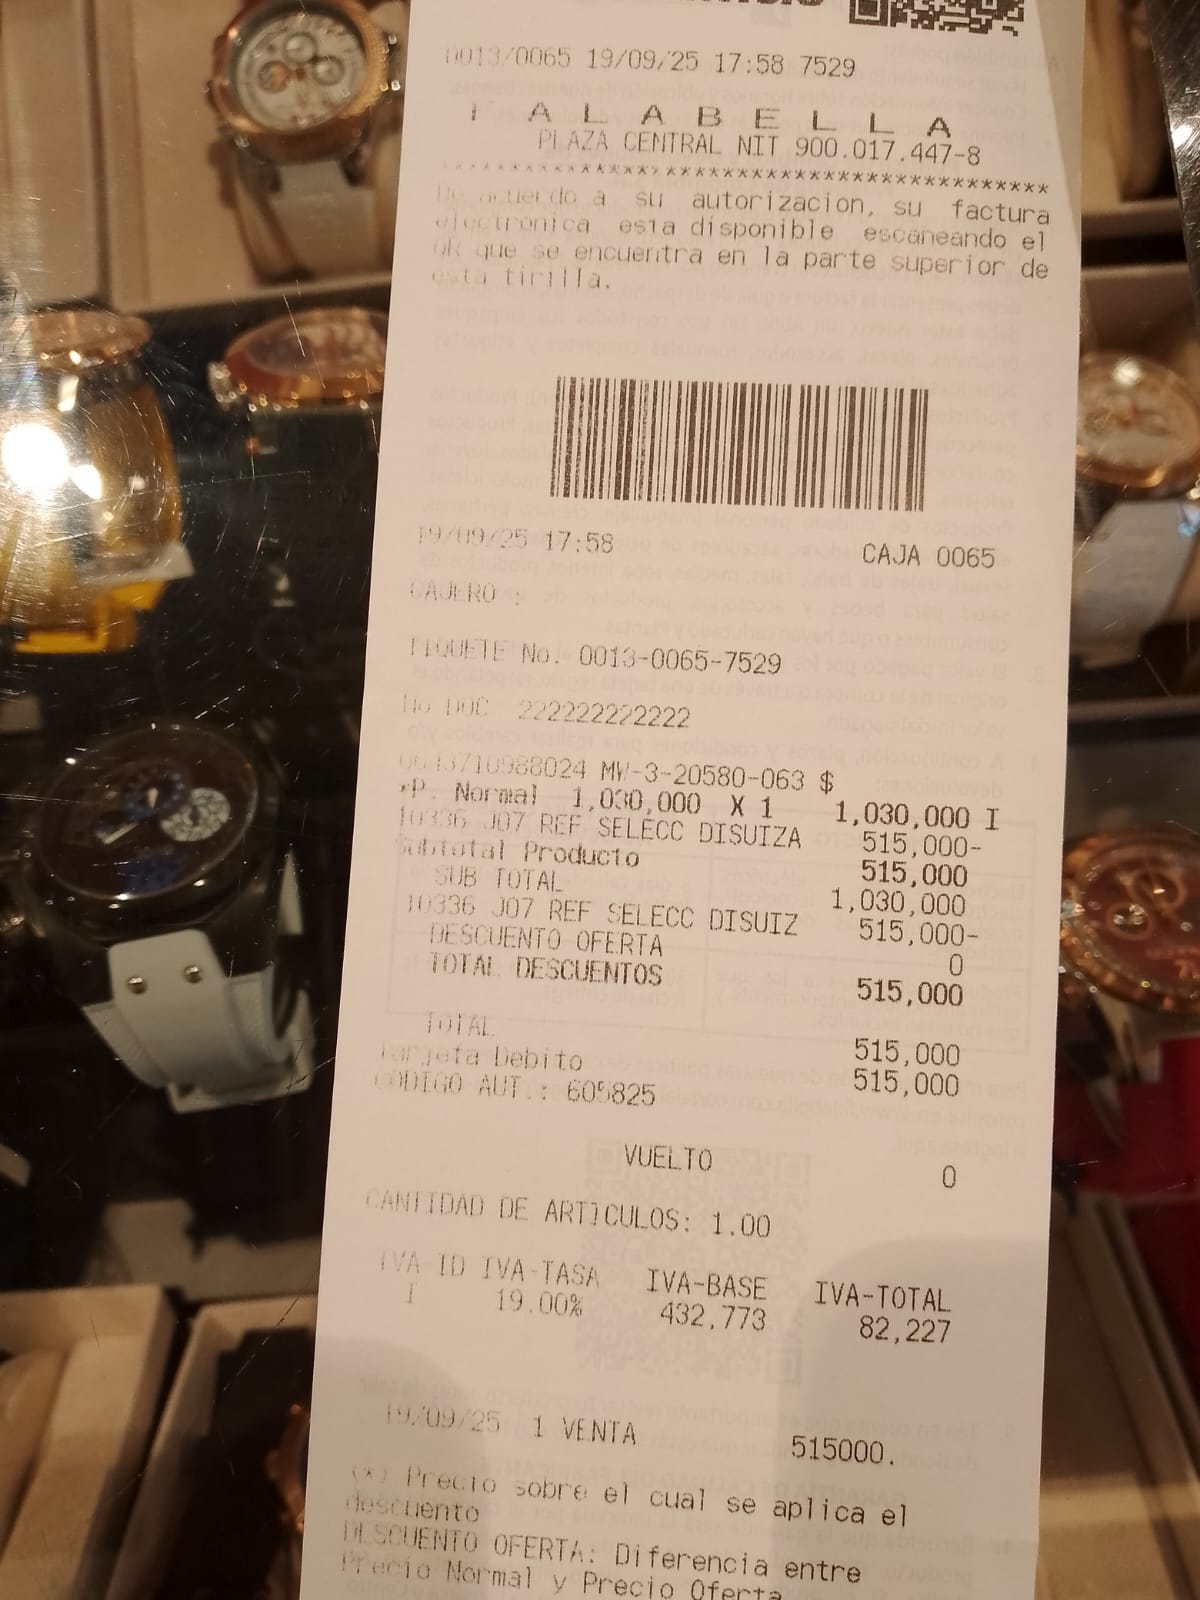 0013/0065 19/09/25 17:58 7529
F A L A B E L L A
PLAZA CENTRAL NIT 900.017.447-8
De acuerdo a su autorizacion, su factura
electronica esta disponible escaneando el
QR que se encuentra en la parte superior de
esta tirilla.
19/09/25 17:58 CAJA 0065
CAJERO :
TIQUETE No. 0013-0065-7529
No DOC 222222222222
0643710988024 MW-3-20580-063 $
*P. Normal 1,030,000 X 1 1,030,000 I
10336 J07 REF SELECC DISUIZA 515,000-
Subtotal Producto 515,000
SUB TOTAL 1,030,000
10336 J07 REF SELECC DISUIZ 515,000-
DESCUENTO OFERTA 0
TOTAL DESCUENTOS 515,000
TOTAL 515,000
Tarjeta Debito 515,000
CODIGO AUT.: 605825
VUELTO 0
CANTIDAD DE ARTICULOS: 1.00
IVA-ID IVA-TASA IVA-BASE IVA-TOTAL
I 19.00% 432,773 82,227
19/09/25 1 VENTA 515000.
(*) Precio sobre el cual se aplica el
descuento
DESCUENTO OFERTA: Diferencia entre
Precio Normal y Precio Oferta